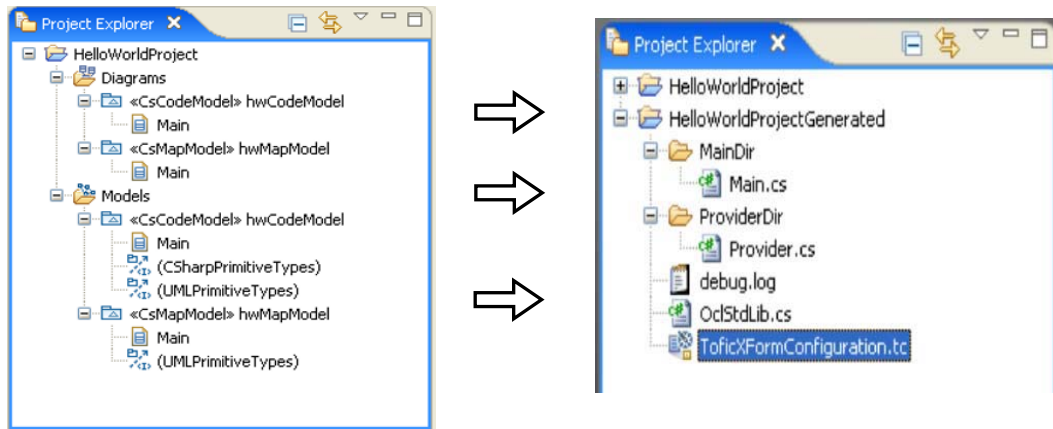 Project Explorer
HelloWorldProject
Diagrams
«CsCodeModel» hwCodeModel
Main
«CsMapModel» hwMapModel
Main
Models
«CsCodeModel» hwCodeModel
Main
(CSharpPrimitiveTypes)
(UMLPrimitiveTypes)
«CsMapModel» hwMapModel
Main
(UMLPrimitiveTypes)
Project Explorer
HelloWorldProject
HelloWorldProjectGenerated
MainDir
Main.cs
ProviderDir
Provider.cs
debug.log
OclStdLib.cs
ToficXFormConfiguration.tc